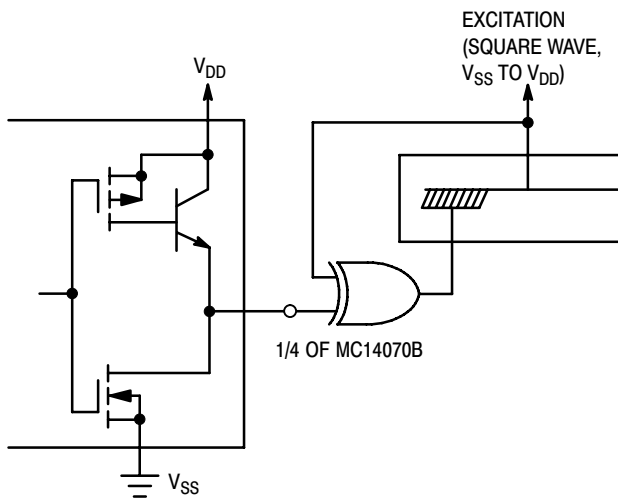 EXCITATION
(SQUARE WAVE,
VSS TO VDD)
VDD
1/4 OF MC14070B
VSS